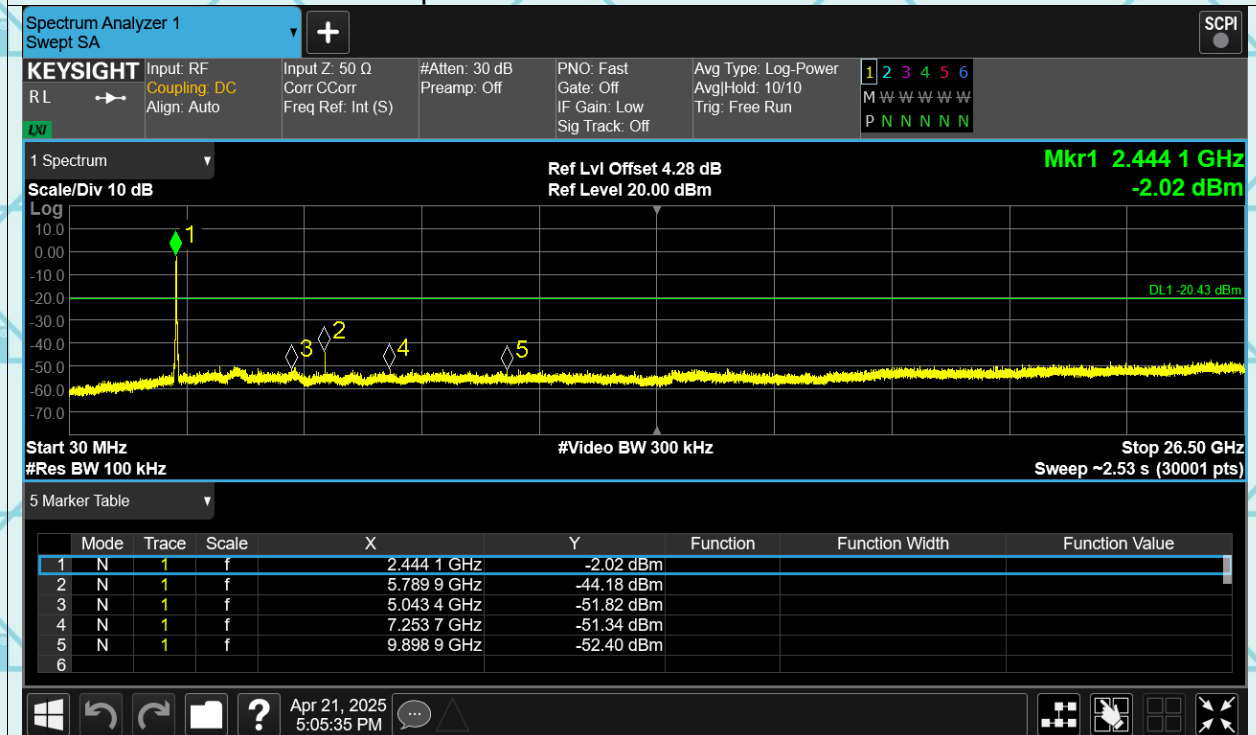 Spectrum Analyzer 1
Swept SA
+
SCPI
KEYSIGHT
RL
LXI
Input: RF
Coupling: DC
Align: Auto
Input Z: 50 Ω
Corr CCorr
Freq Ref: Int (S)
#Atten: 30 dB
Preamp: Off
PNO: Fast
Gate: Off
IF Gain: Low
Sig Track: Off
Avg Type: Log-Power
Avg|Hold: 10/10
Trig: Free Run
1 2 3 4 5 6
M W W W W W
P N N N N N
1 Spectrum
Scale/Div 10 dB
Ref Lvl Offset 4.28 dB
Ref Level 20.00 dBm
Mkr1 2.444 1 GHz
-2.02 dBm
Log
10.0
0.00
-10.0
-20.0
-30.0
-40.0
-50.0
-60.0
-70.0
1
DL1 -20.43 dBm
3
2
4
5
Start 30 MHz
#Video BW 300 kHz
Stop 26.50 GHz
#Res BW 100 kHz
Sweep ~2.53 s (30001 pts)
5 Marker Table
Mode Trace Scale X Y Function Function Width Function Value
1 N 1 f 2.444 1 GHz -2.02 dBm
2 N 1 f 5.789 9 GHz -44.18 dBm
3 N 1 f 5.043 4 GHz -51.82 dBm
4 N 1 f 7.253 7 GHz -51.34 dBm
5 N 1 f 9.898 9 GHz -52.40 dBm
6
?
Apr 21, 2025
5:05:35 PM